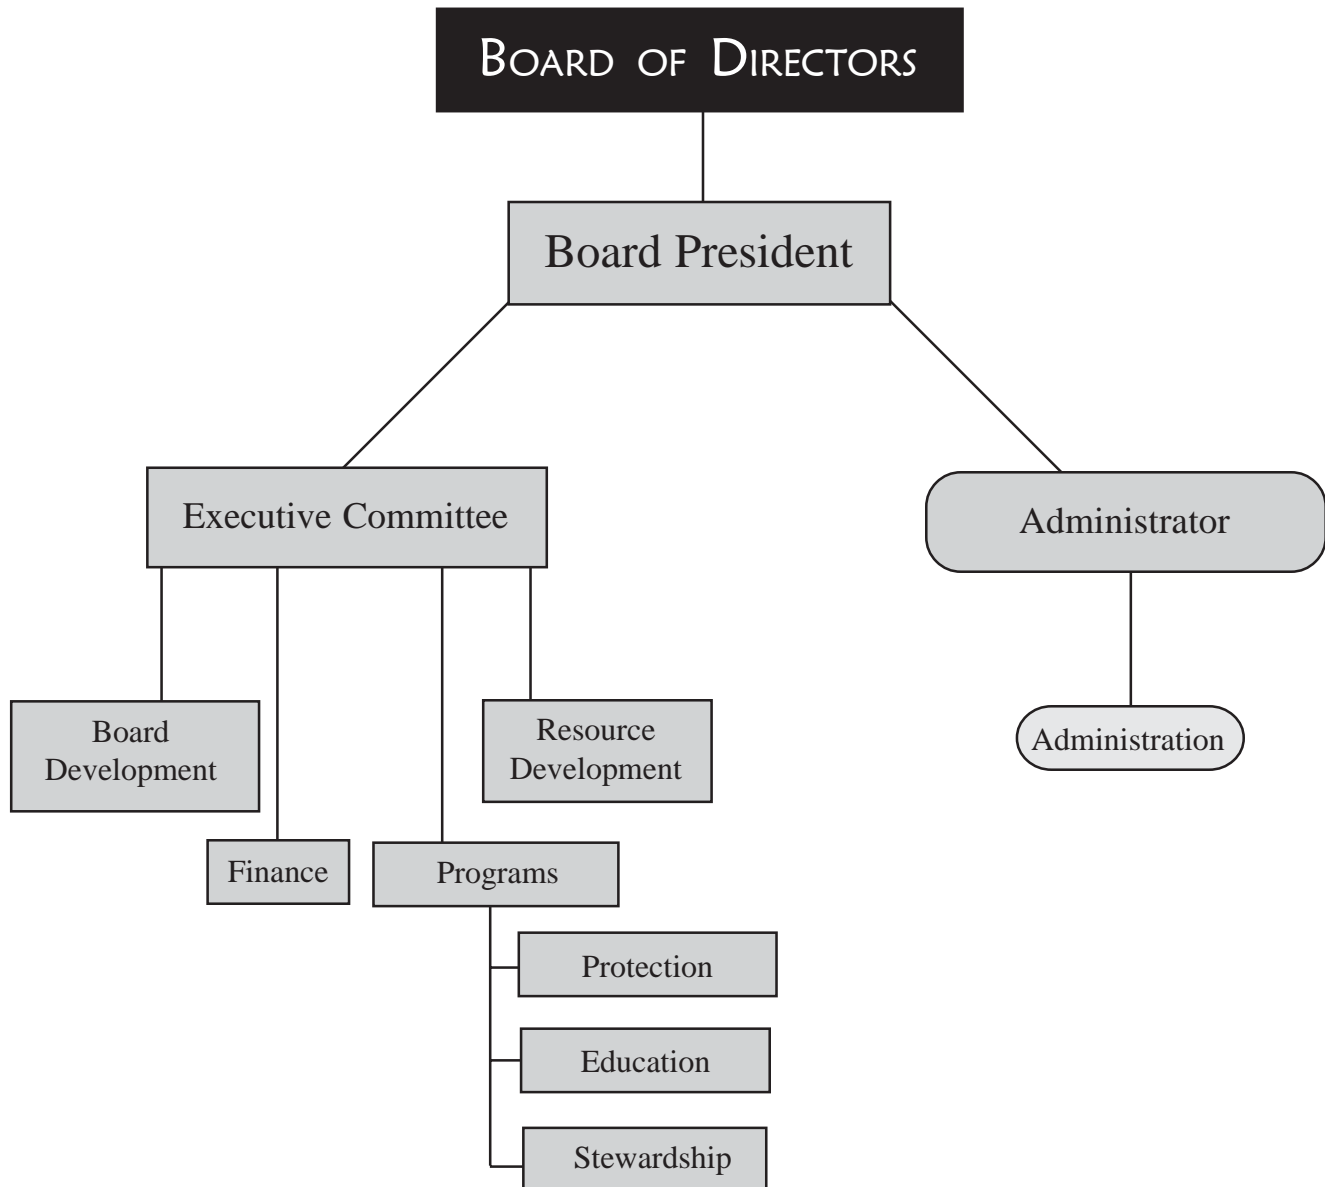 Board of Directors
Board President
Executive Committee
Administrator
Board
Development
Resource
Development
Administration
Finance
Programs
Protection
Education
Stewardship